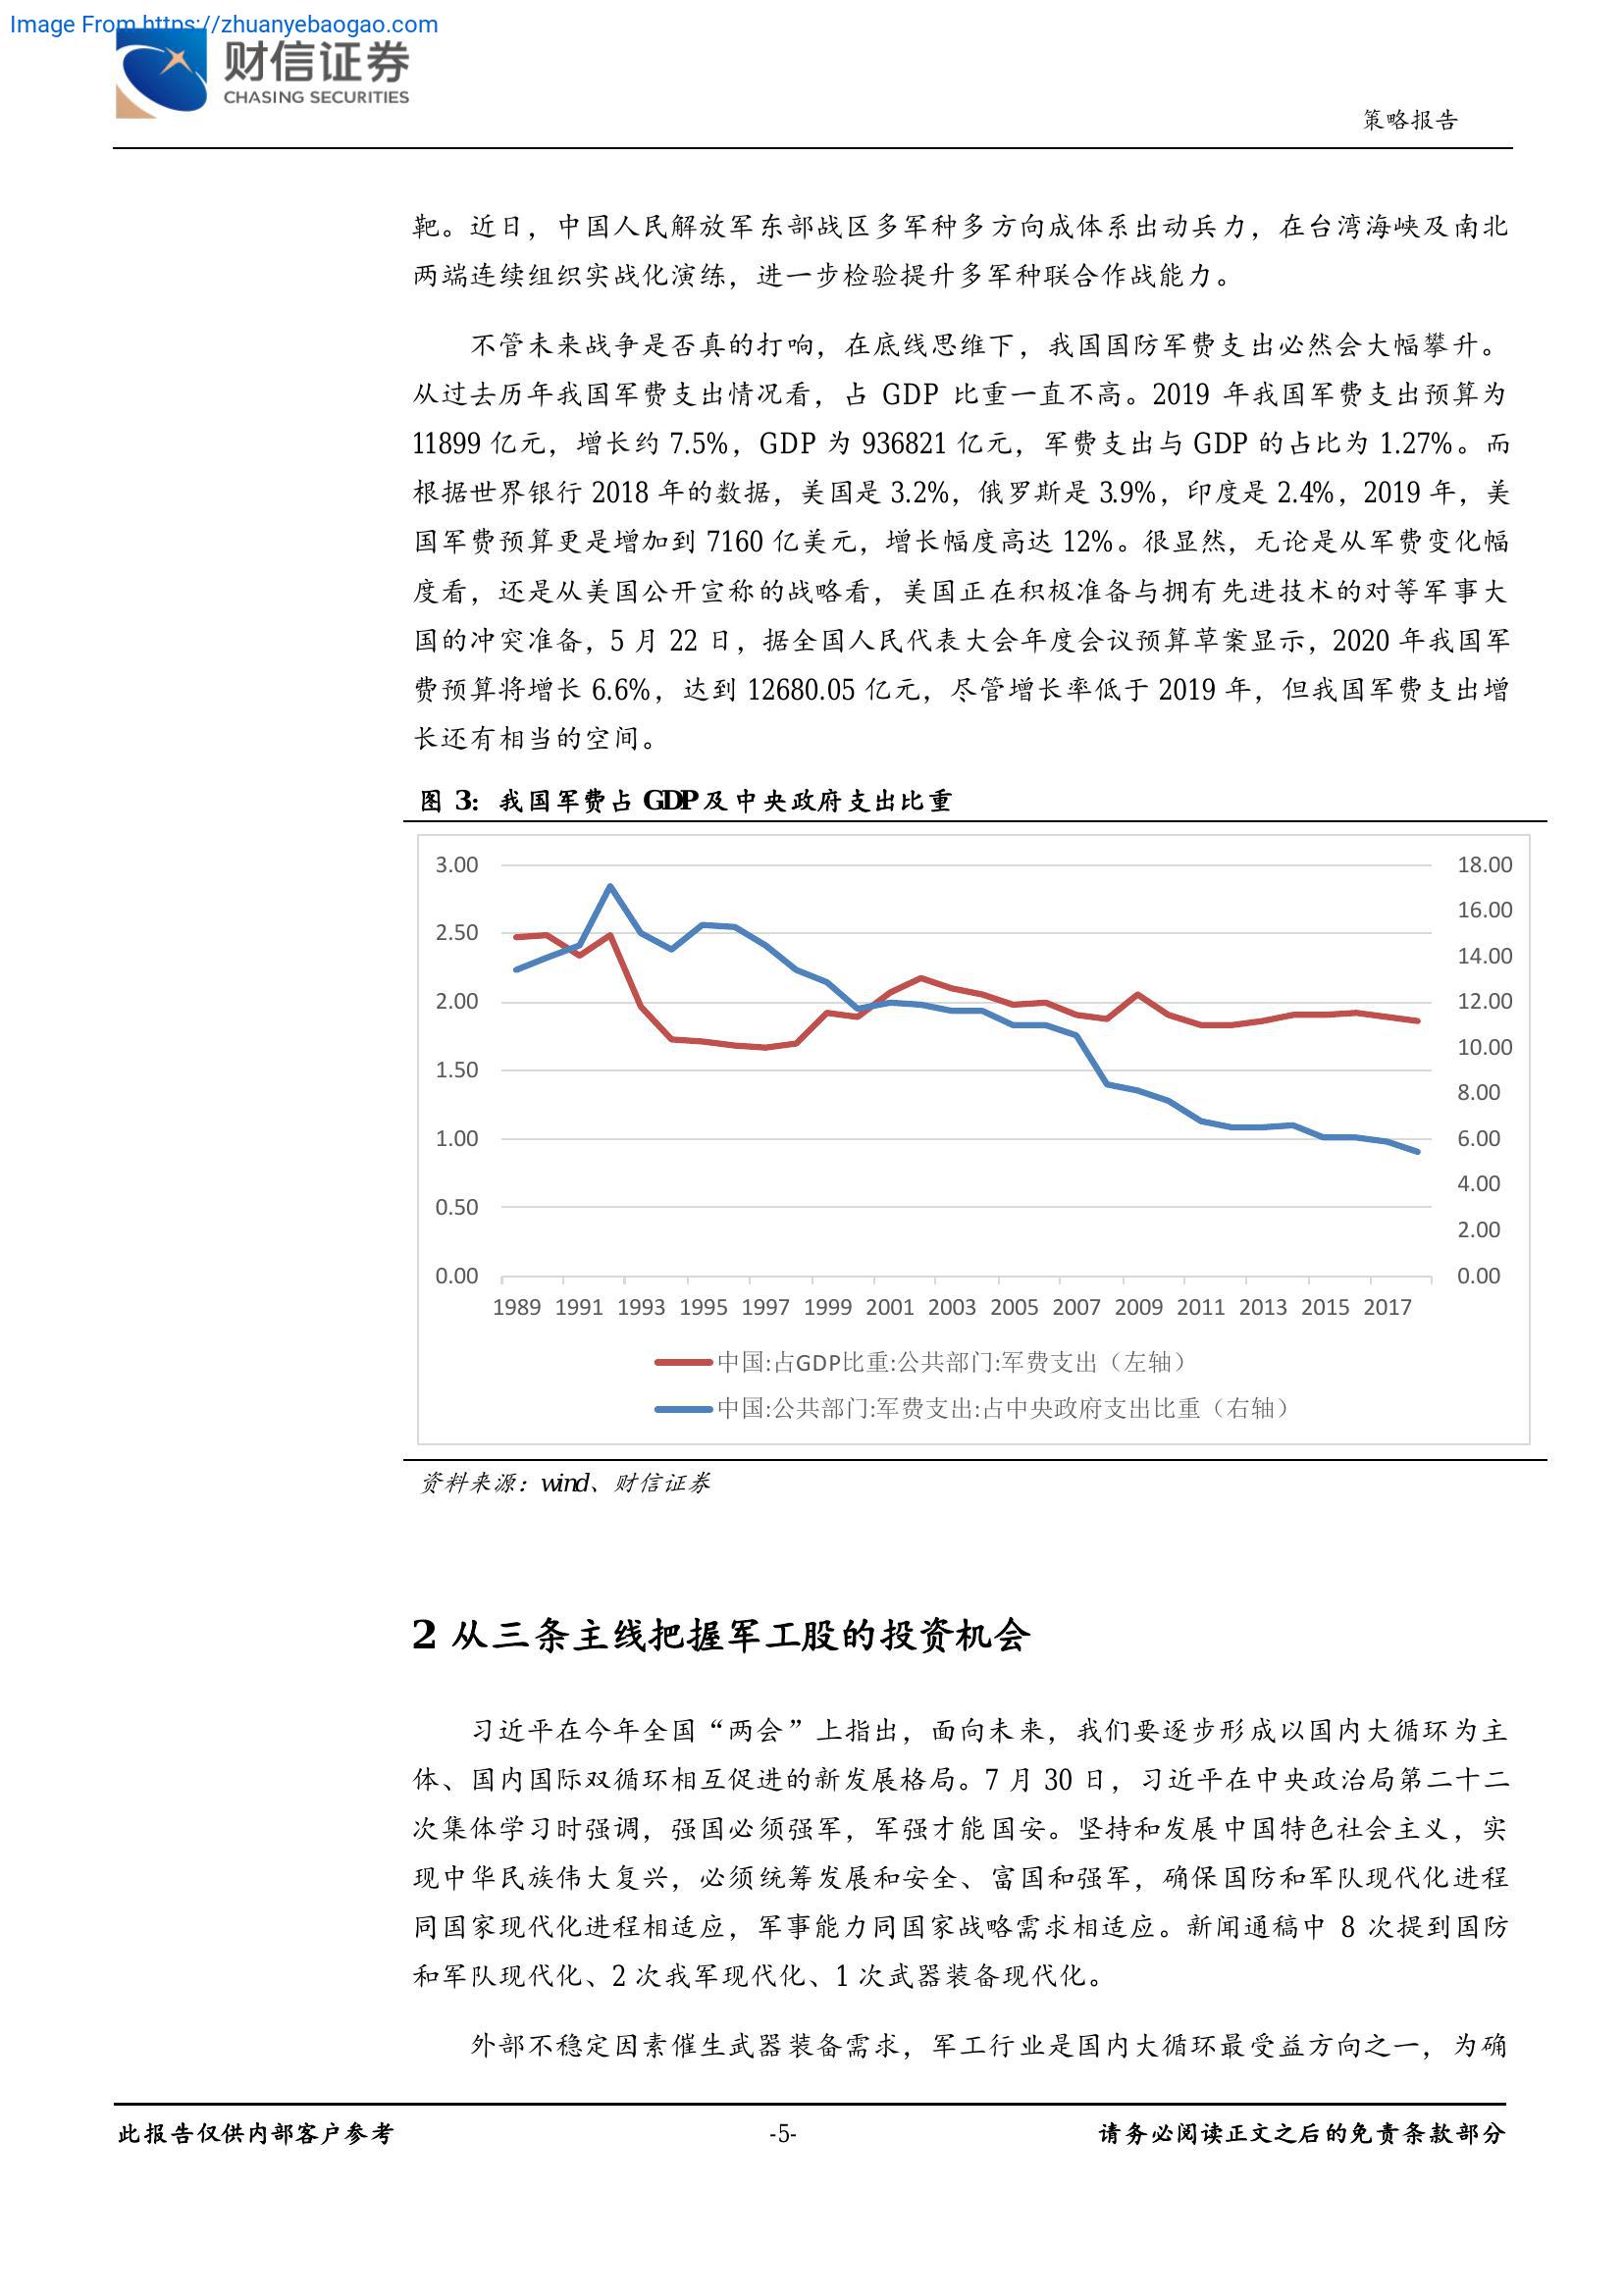 Image From https://zhuanyebaogao.com
财信证券
CHASING SECURITIES
策略报告
靶。近日，中国人民解放军东部战区多军种多方向成体系出动兵力，在台湾海峡及南北
两端连续组织实战化演练，进一步检验提升多军种联合作战能力。
不管未来战争是否真的打响，在底线思维下，我国国防军费支出必然会大幅攀升。
从过去历年我国军费支出情况看，占 GDP 比重一直不高。2019 年我国军费支出预算为
11899 亿元，增长约 7.5%，GDP 为 936821 亿元，军费支出与 GDP 的占比为 1.27%。而
根据世界银行 2018 年的数据，美国是 3.2%，俄罗斯是 3.9%，印度是 2.4%，2019 年，美
国军费预算更是增加到 7160 亿美元，增长幅度高达 12%。很显然，无论是从军费变化幅
度看，还是从美国公开宣称的战略看，美国正在积极准备与拥有先进技术的对等军事大
国的冲突准备，5 月 22 日，据全国人民代表大会年度会议预算草案显示，2020 年我国军
费预算将增长 6.6%，达到 12680.05 亿元，尽管增长率低于 2019 年，但我国军费支出增
长还有相当的空间。
图 3：我国军费占 GDP 及中央政府支出比重
3.00 18.00
16.00
2.50
14.00
2.00 12.00
10.00
1.50
8.00
1.00 6.00
4.00
0.50
2.00
0.00 0.00
1989 1991 1993 1995 1997 1999 2001 2003 2005 2007 2009 2011 2013 2015 2017
中国:占GDP比重:公共部门:军费支出（左轴）
中国:公共部门:军费支出:占中央政府支出比重（右轴）
资料来源：wind、财信证券
2 从三条主线把握军工股的投资机会
习近平在今年全国“两会”上指出，面向未来，我们要逐步形成以国内大循环为主
体、国内国际双循环相互促进的新发展格局。7 月 30 日，习近平在中央政治局第二十二
次集体学习时强调，强国必须强军，军强才能国安。坚持和发展中国特色社会主义，实
现中华民族伟大复兴，必须统筹发展和安全、富国和强军，确保国防和军队现代化进程
同国家现代化进程相适应，军事能力同国家战略需求相适应。新闻通稿中 8 次提到国防
和军队现代化、2 次我军现代化、1 次武器装备现代化。
外部不稳定因素催生武器装备需求，军工行业是国内大循环最受益方向之一，为确
此报告仅供内部客户参考 -5- 请务必阅读正文之后的免责条款部分